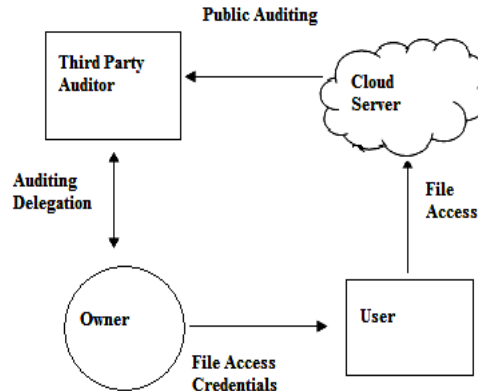 Public Auditing
Third Party
Auditor
Cloud
Server
Auditing
Delegation
File
Access
Owner
User
File Access
Credentials